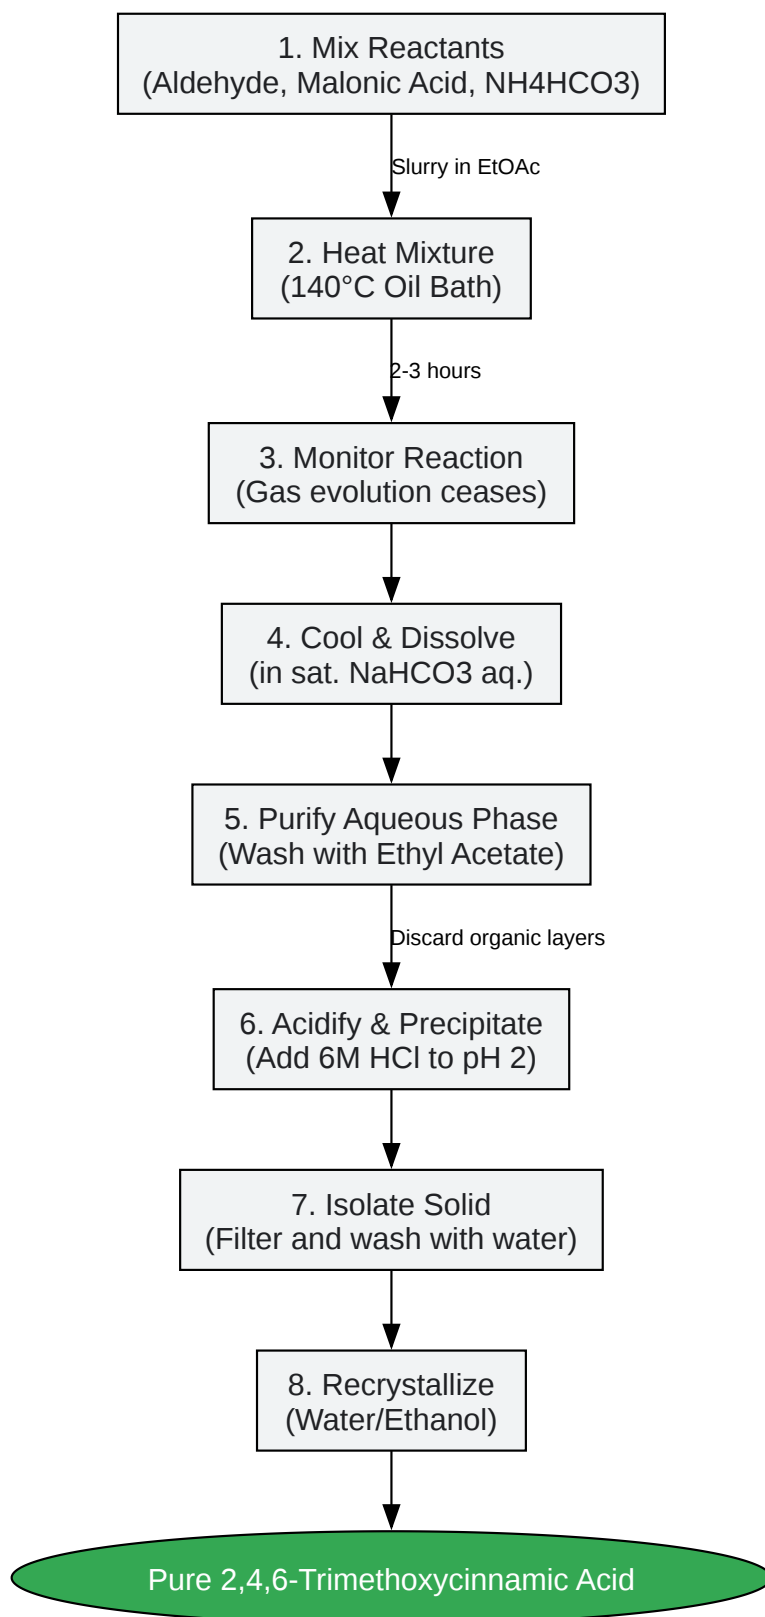 1. Mix Reactants
(Aldehyde, Malonic Acid, NH4HCO3)
Slurry in EtOAc
2. Heat Mixture
(140°C Oil Bath)
2-3 hours
3. Monitor Reaction
(Gas evolution ceases)
4. Cool & Dissolve
(in sat. NaHCO3 aq.)
5. Purify Aqueous Phase
(Wash with Ethyl Acetate)
Discard organic layers
6. Acidify & Precipitate
(Add 6M HCl to pH 2)
7. Isolate Solid
(Filter and wash with water)
8. Recrystallize
(Water/Ethanol)
Pure 2,4,6-Trimethoxycinnamic Acid